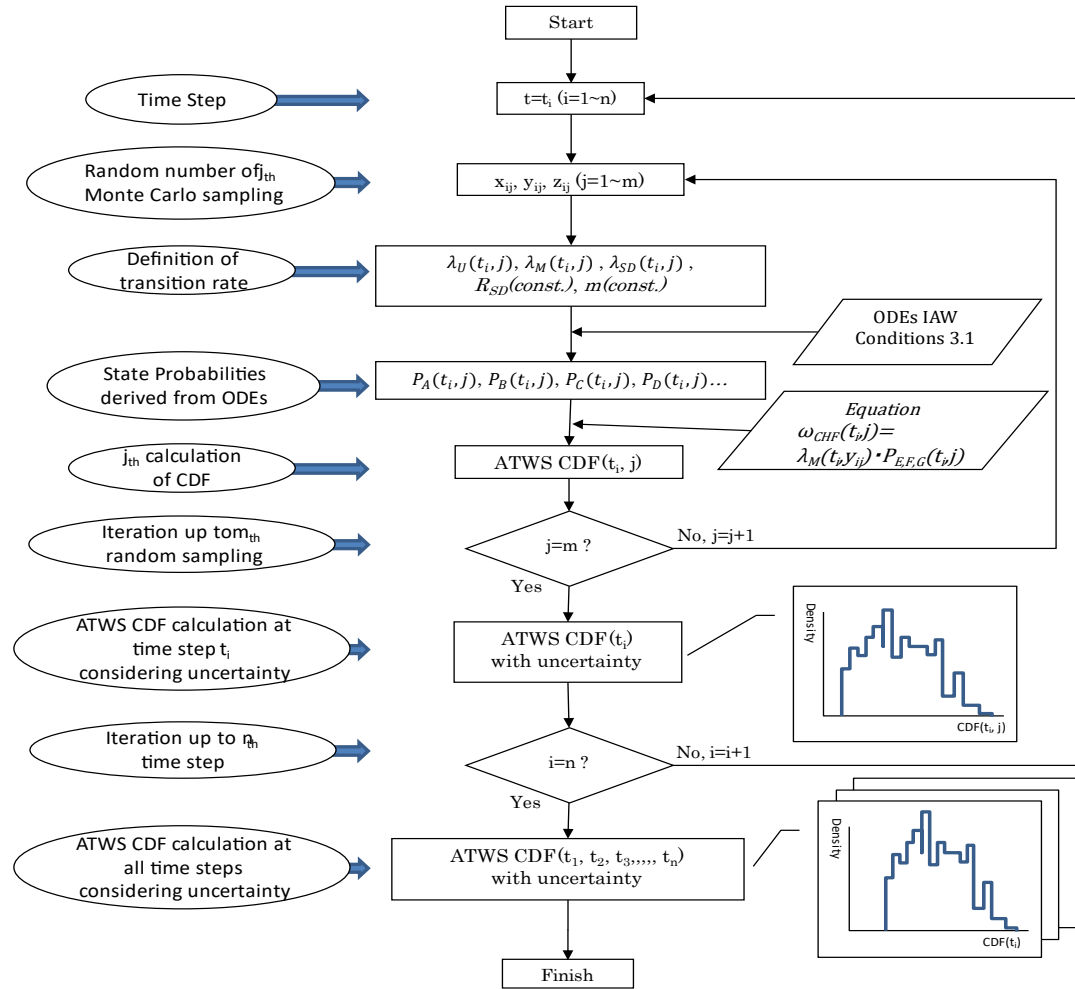 Start
Time Step
t=tᵢ (i=1~n)
Random number of jth
Monte Carlo sampling
xᵢⱼ, yᵢⱼ, zᵢⱼ (j=1~m)
Definition of
transition rate
λU(tᵢ,j), λM(tᵢ,j) , λSD(tᵢ,j) ,
RSD(const.), m(const.)
ODEs IAW
Conditions 3.1
State Probabilities
derived from ODEs
PA(tᵢ,j), PB(tᵢ,j), PC(tᵢ,j), PD(tᵢ,j)...
Equation
ωCHF(tᵢ,j)=
λM(tᵢ,yᵢⱼ)・PE,F,G(tᵢ,j)
jth calculation
of CDF
ATWS CDF(tᵢ, j)
Iteration up tomth
random sampling
j=m ?
No, j=j+1
Yes
ATWS CDF calculation at
time step tᵢ
considering uncertainty
ATWS CDF(tᵢ)
with uncertainty
Density
CDF(tᵢ, j)
Iteration up to nth
time step
i=n ?
No, i=i+1
Yes
ATWS CDF calculation at
all time steps
considering uncertainty
ATWS CDF(t₁, t₂, t₃,,,,, tₙ)
with uncertainty
Density
CDF(tᵢ)
Finish